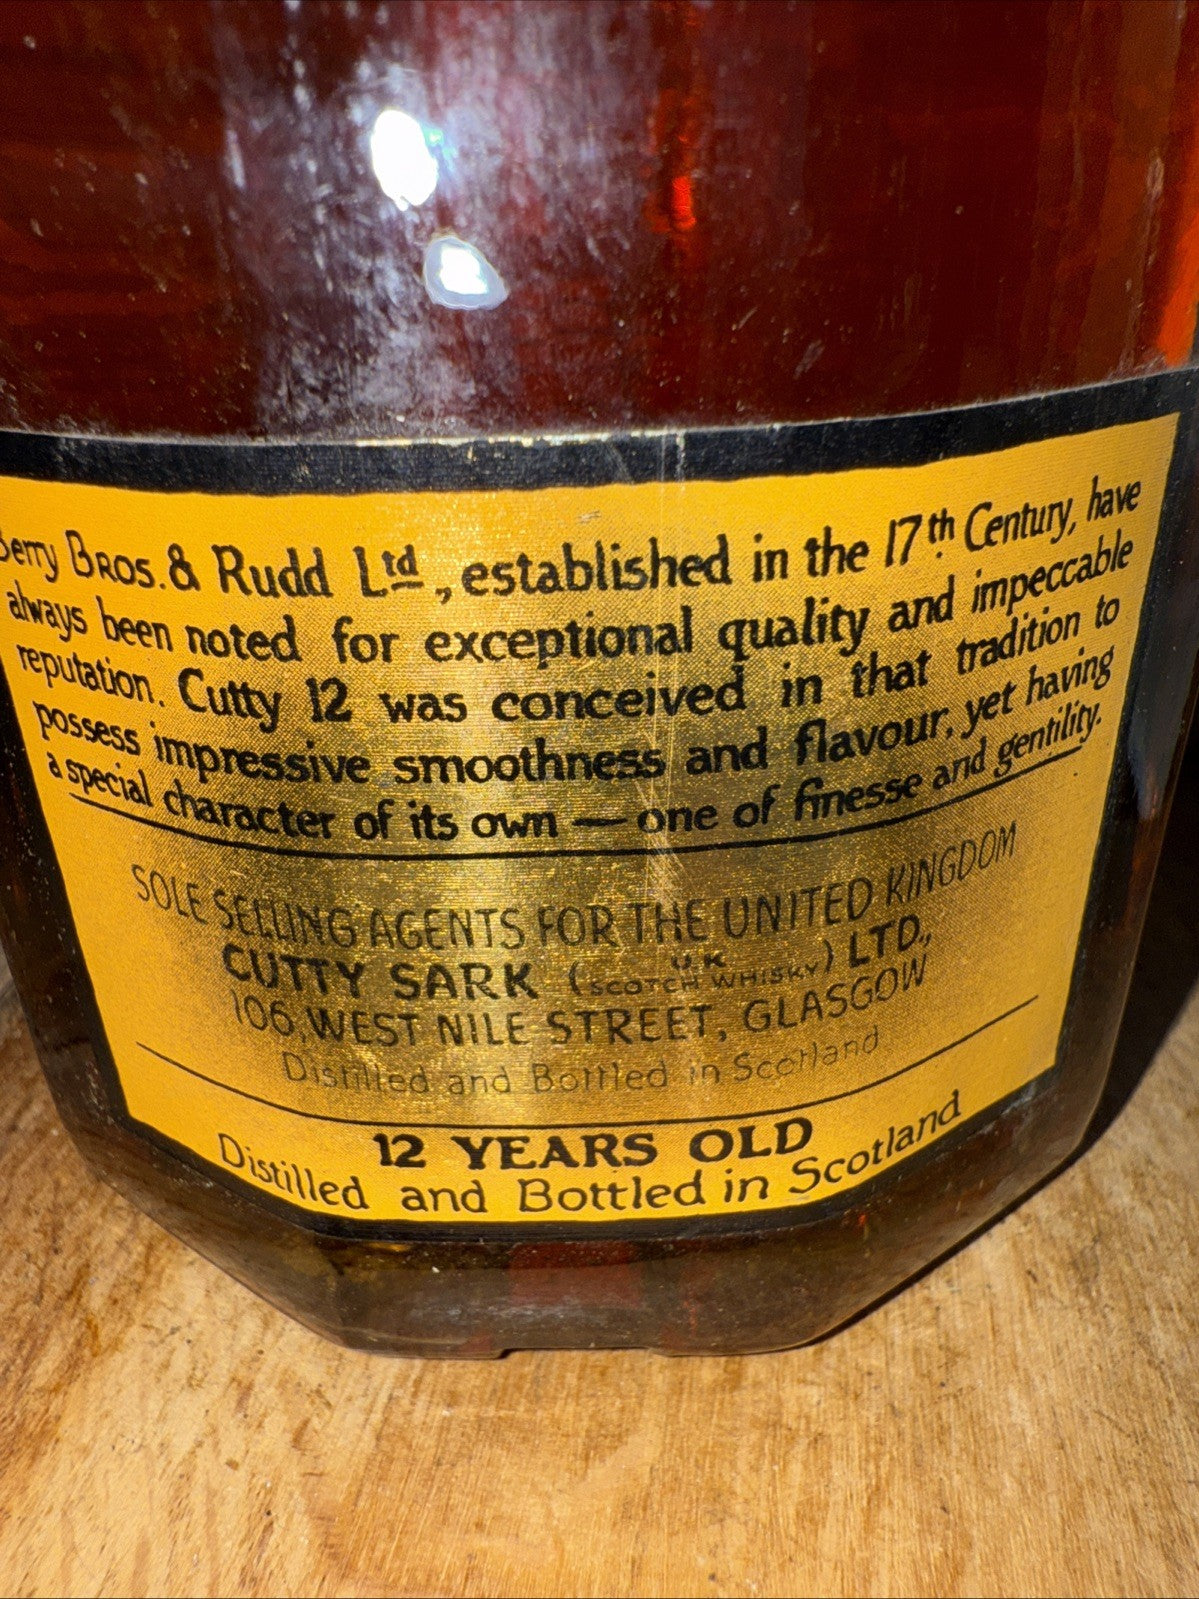 Berry Bros. & Rudd Ltd, established in the 17th Century, have
always been noted for exceptional quality and impeccable
reputation. Cutty 12 was conceived in that tradition to
possess impressive smoothness and flavour, yet having
a special character of its own — one of finesse and gentility.
SOLE SELLING AGENTS FOR THE UNITED KINGDOM
CUTTY SARK (U.K. SCOTCH WHISKY) LTD.,
106, WEST NILE STREET, GLASGOW
Distilled and Bottled in Scotland
12 YEARS OLD
Distilled and Bottled in Scotland